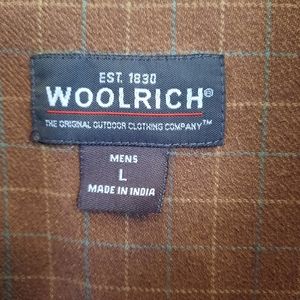 EST. 1830
WOOLRICH®
THE ORIGINAL OUTDOOR CLOTHING COMPANY™
MENS
L
MADE IN INDIA